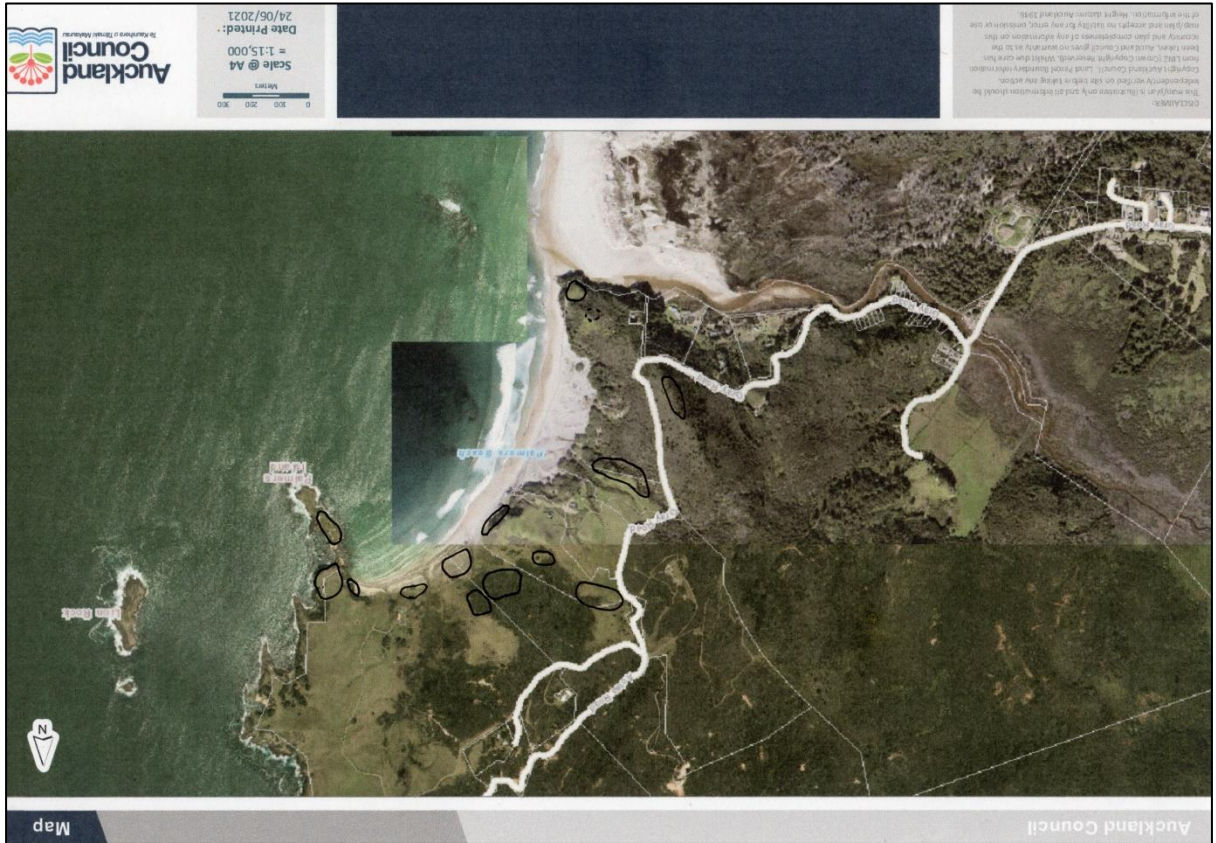 Auckland Council
Map
N
Lion Rock
Palmers
Island
Palmers Beach
DISCLAIMER:
This map/plan is illustrative only and all information should be
independently verified on site before taking any action.
Copyright Auckland Council. Land Parcel Boundary information
from LINZ (Crown Copyright Reserved). Whilst due care has
been taken, Auckland Council gives no warranty as to the
accuracy and plan completeness of any information on this
map/plan and accepts no liability for any error, omission or use
of the information. Height datum: Auckland 1946.
0 100 200 300
Meters
Scale @ A4
= 1:15,000
Date Printed:
24/06/2021
Auckland
Council
Te Kaunihera o Tāmaki Makaurau